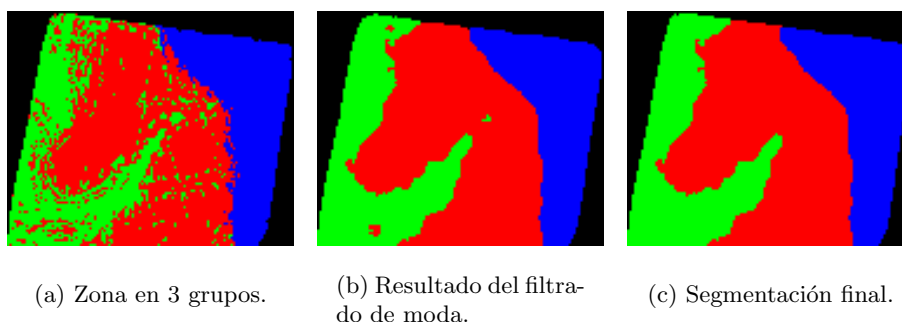 (a) Zona en 3 grupos.
(b) Resultado del filtra-
do de moda.
(c) Segmentación final.